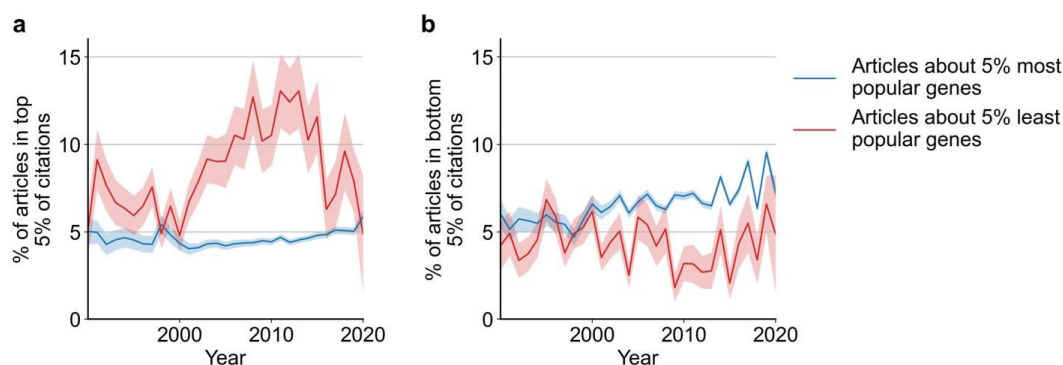 a
% of articles in top
5% of citations
15
10
5
0
2000
2010
2020
Year
b
% of articles in bottom
5% of citations
15
10
5
0
2000
2010
2020
Year
Articles about 5% most
popular genes
Articles about 5% least
popular genes